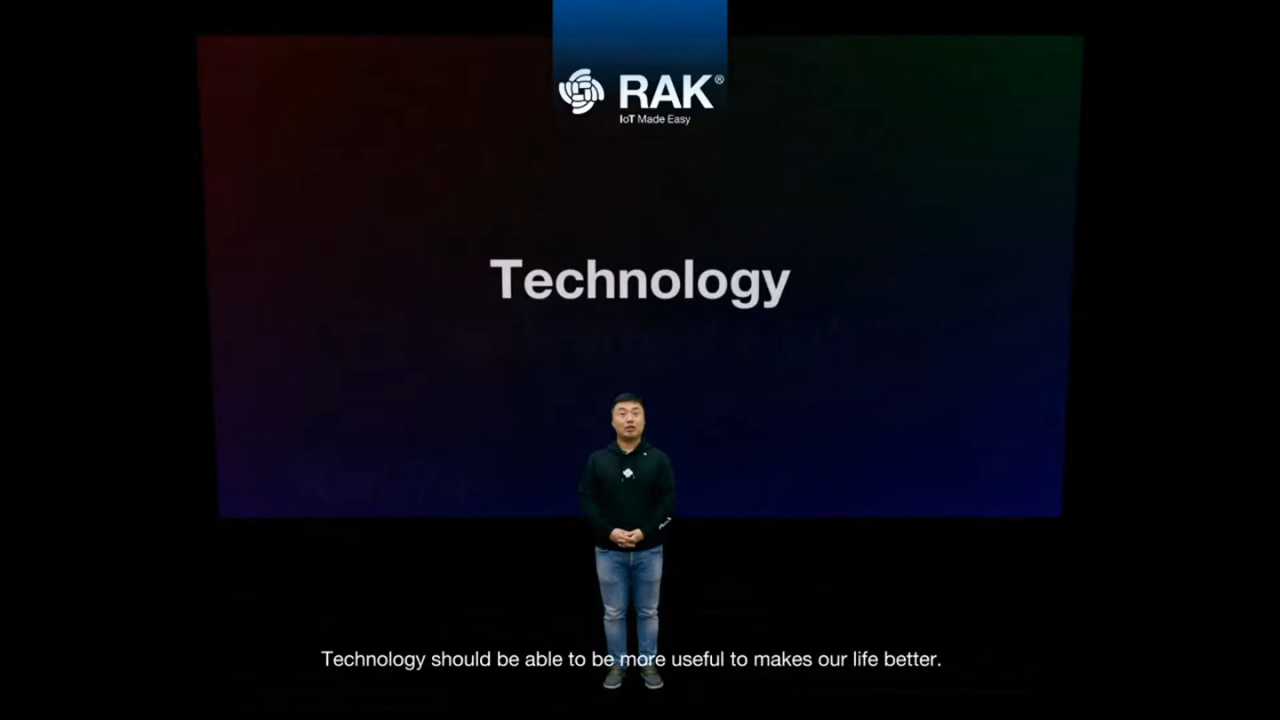 RAK®
IoT Made Easy
Technology
Technology should be able to be more useful to makes our life better.